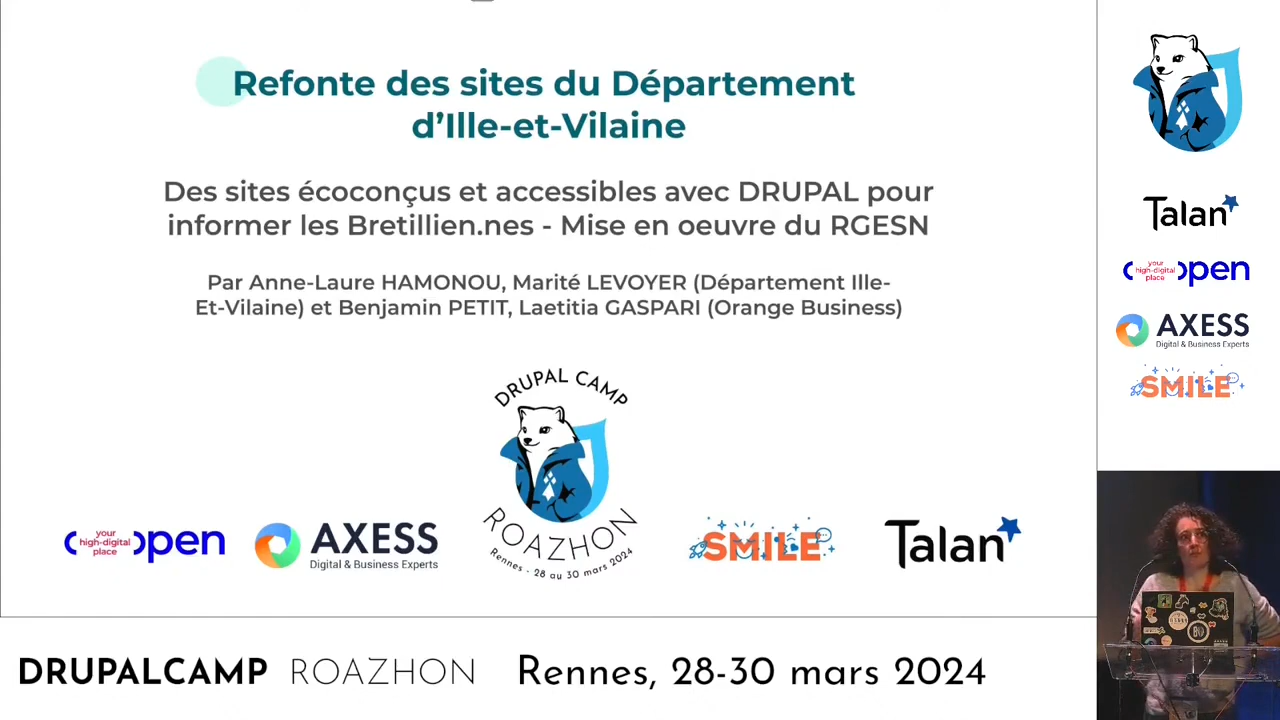 Refonte des sites du Département
d'Ille-et-Vilaine
Des sites écoconçus et accessibles avec DRUPAL pour
informer les Bretillien.nes - Mise en oeuvre du RGESN
Par Anne-Laure HAMONOU, Marité LEVOYER (Département Ille-
Et-Vilaine) et Benjamin PETIT, Laetitia GASPARI (Orange Business)
DRUPAL CAMP
ROAZHON
Rennes - 28 au 30 mars 2024
your
high-digital
place
open
AXESS
Digital & Business Experts
SMILE
Talan
Talan
your
high-digital
place
open
AXESS
Digital & Business Experts
SMILE
DRUPALCAMP ROAZHON Rennes, 28-30 mars 2024